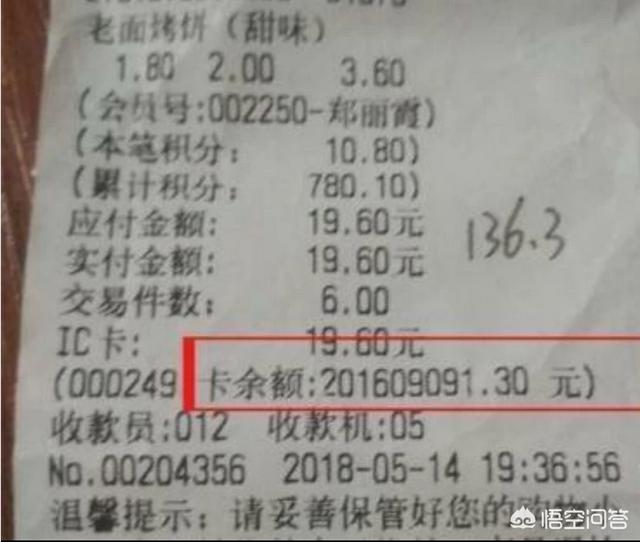 老面烤饼（甜味）
1.80 2.00 3.60
(会员号:002250-郑丽霞)
(本笔积分: 10.80)
(累计积分: 780.10)
应付金额: 19.60元
136.3
实付金额: 19.60元
交易件数: 6.00
IC卡: 19.60元
(000249 卡余额:201609091.30 元)
收款员:012 收款机:05
No.00204356 2018-05-14 19:36:56
温馨提示: 请妥善保管好您的购物小
悟空问答